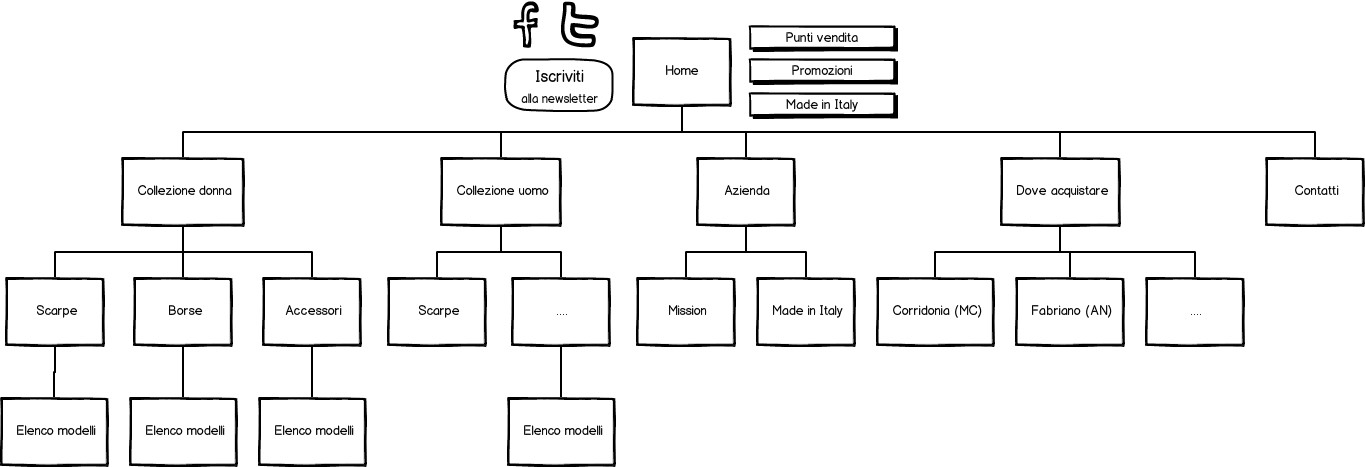 Iscriviti
alla newsletter
Home
Punti vendita
Promozioni
Made in Italy
Collezione donna
Collezione uomo
Azienda
Dove acquistare
Contatti
Scarpe
Borse
Accessori
Scarpe
....
Mission
Made in Italy
Corridonia (MC)
Fabriano (AN)
....
Elenco modelli
Elenco modelli
Elenco modelli
Elenco modelli